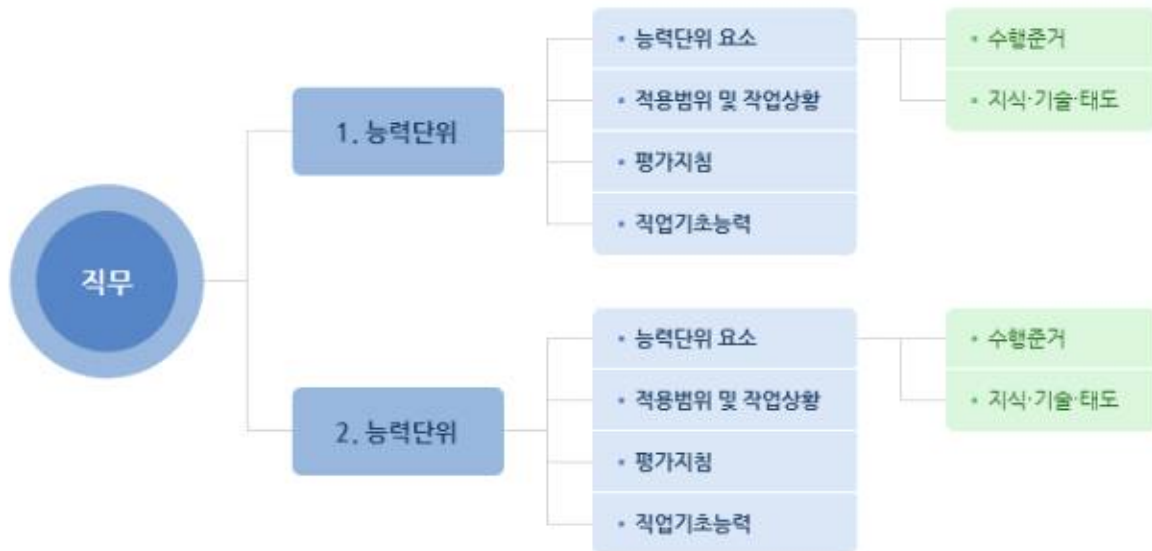 직무
1. 능력단위
• 능력단위 요소
• 적용범위 및 작업상황
• 평가지침
• 직업기초능력
• 수행준거
• 지식·기술·태도
2. 능력단위
• 능력단위 요소
• 적용범위 및 작업상황
• 평가지침
• 직업기초능력
• 수행준거
• 지식·기술·태도